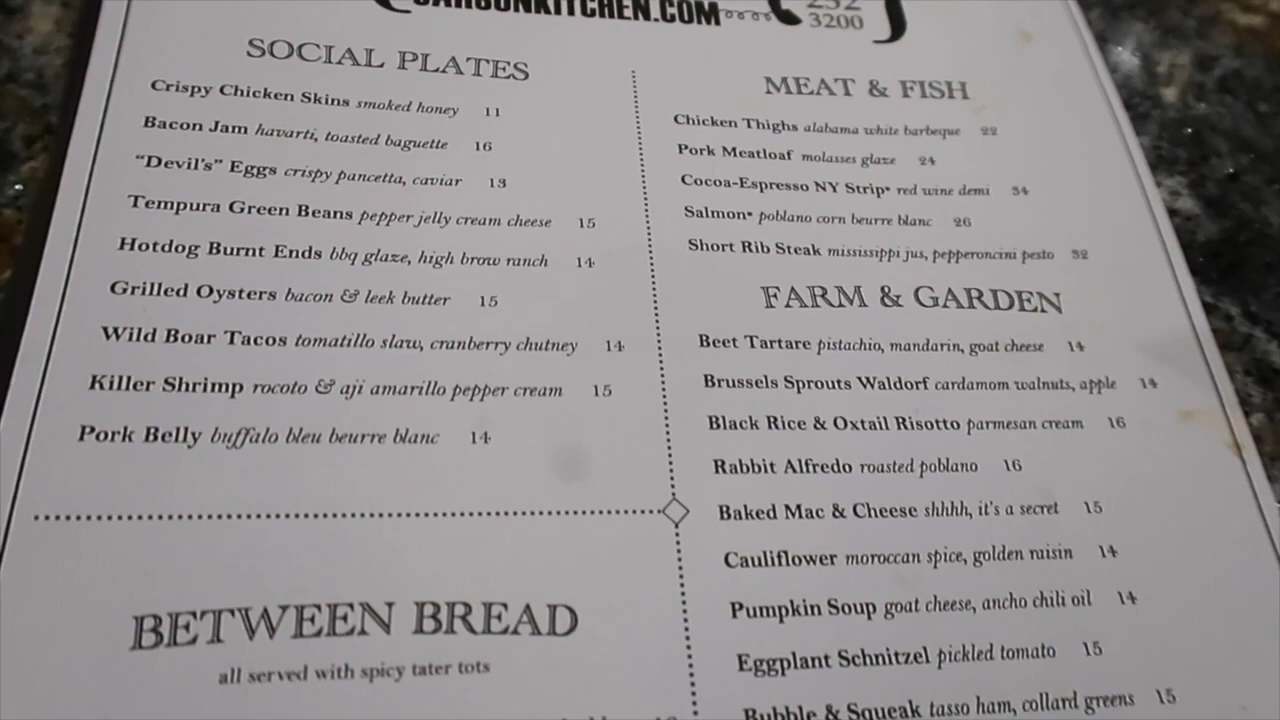 SOCIAL PLATES
Crispy Chicken Skins smoked honey 11
Bacon Jam havarti, toasted baguette 16
"Devil's" Eggs crispy pancetta, caviar 13
Tempura Green Beans pepper jelly cream cheese 15
Hotdog Burnt Ends bbq glaze, high brow ranch 14
Grilled Oysters bacon & leek butter 15
Wild Boar Tacos tomatillo slaw, cranberry chutney 14
Killer Shrimp rocoto & aji amarillo pepper cream 15
Pork Belly buffalo bleu beurre blanc 14
BETWEEN BREAD
all served with spicy tater tots
3200
MEAT & FISH
Chicken Thighs alabama white barbeque 22
Pork Meatloaf molasses glaze 24
Cocoa-Espresso NY Strip* red wine demi 34
Salmon* poblano corn beurre blanc 26
Short Rib Steak mississippi jus, pepperoncini pesto 32
FARM & GARDEN
Beet Tartare pistachio, mandarin, goat cheese 14
Brussels Sprouts Waldorf cardamom walnuts, apple 14
Black Rice & Oxtail Risotto parmesan cream 16
Rabbit Alfredo roasted poblano 16
Baked Mac & Cheese shhhh, it's a secret 15
Cauliflower moroccan spice, golden raisin 14
Pumpkin Soup goat cheese, ancho chili oil 14
Eggplant Schnitzel pickled tomato 15
Bubble & Squeak tasso ham, collard greens 15